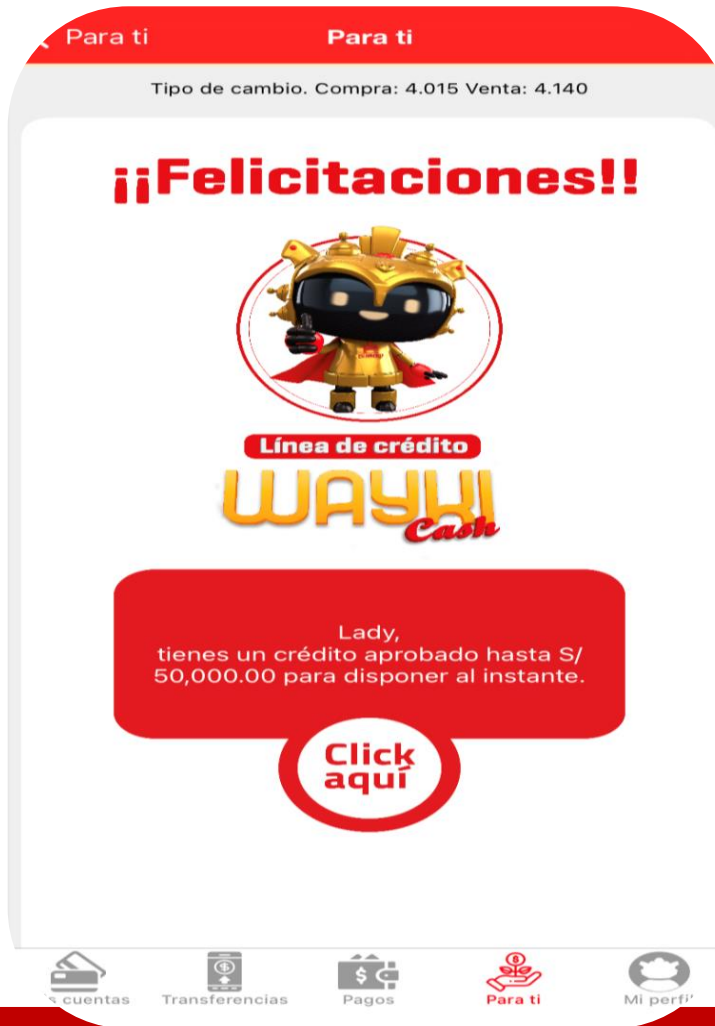 Para ti
Para ti
Tipo de cambio. Compra: 4.015 Venta: 4.140
¡¡Felicitaciones!!
Línea de crédito
WAYKI
Cash
Lady,
tienes un crédito aprobado hasta S/
50,000.00 para disponer al instante.
Click
aquí
s cuentas
Transferencias
Pagos
Para ti
Mi perfi